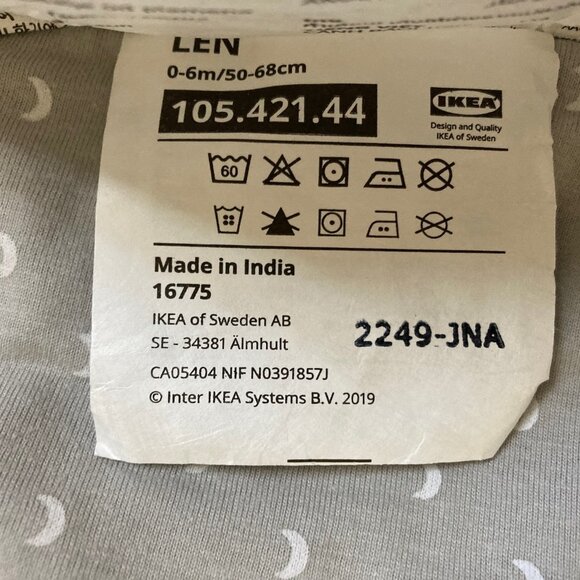 LEN
0-6m/50-68cm
105.421.44
IKEA
Design and Quality
IKEA of Sweden
60
Made in India
16775
IKEA of Sweden AB
SE - 34381 Älmhult
2249-JNA
CA05404 NIF N0391857J
© Inter IKEA Systems B.V. 2019